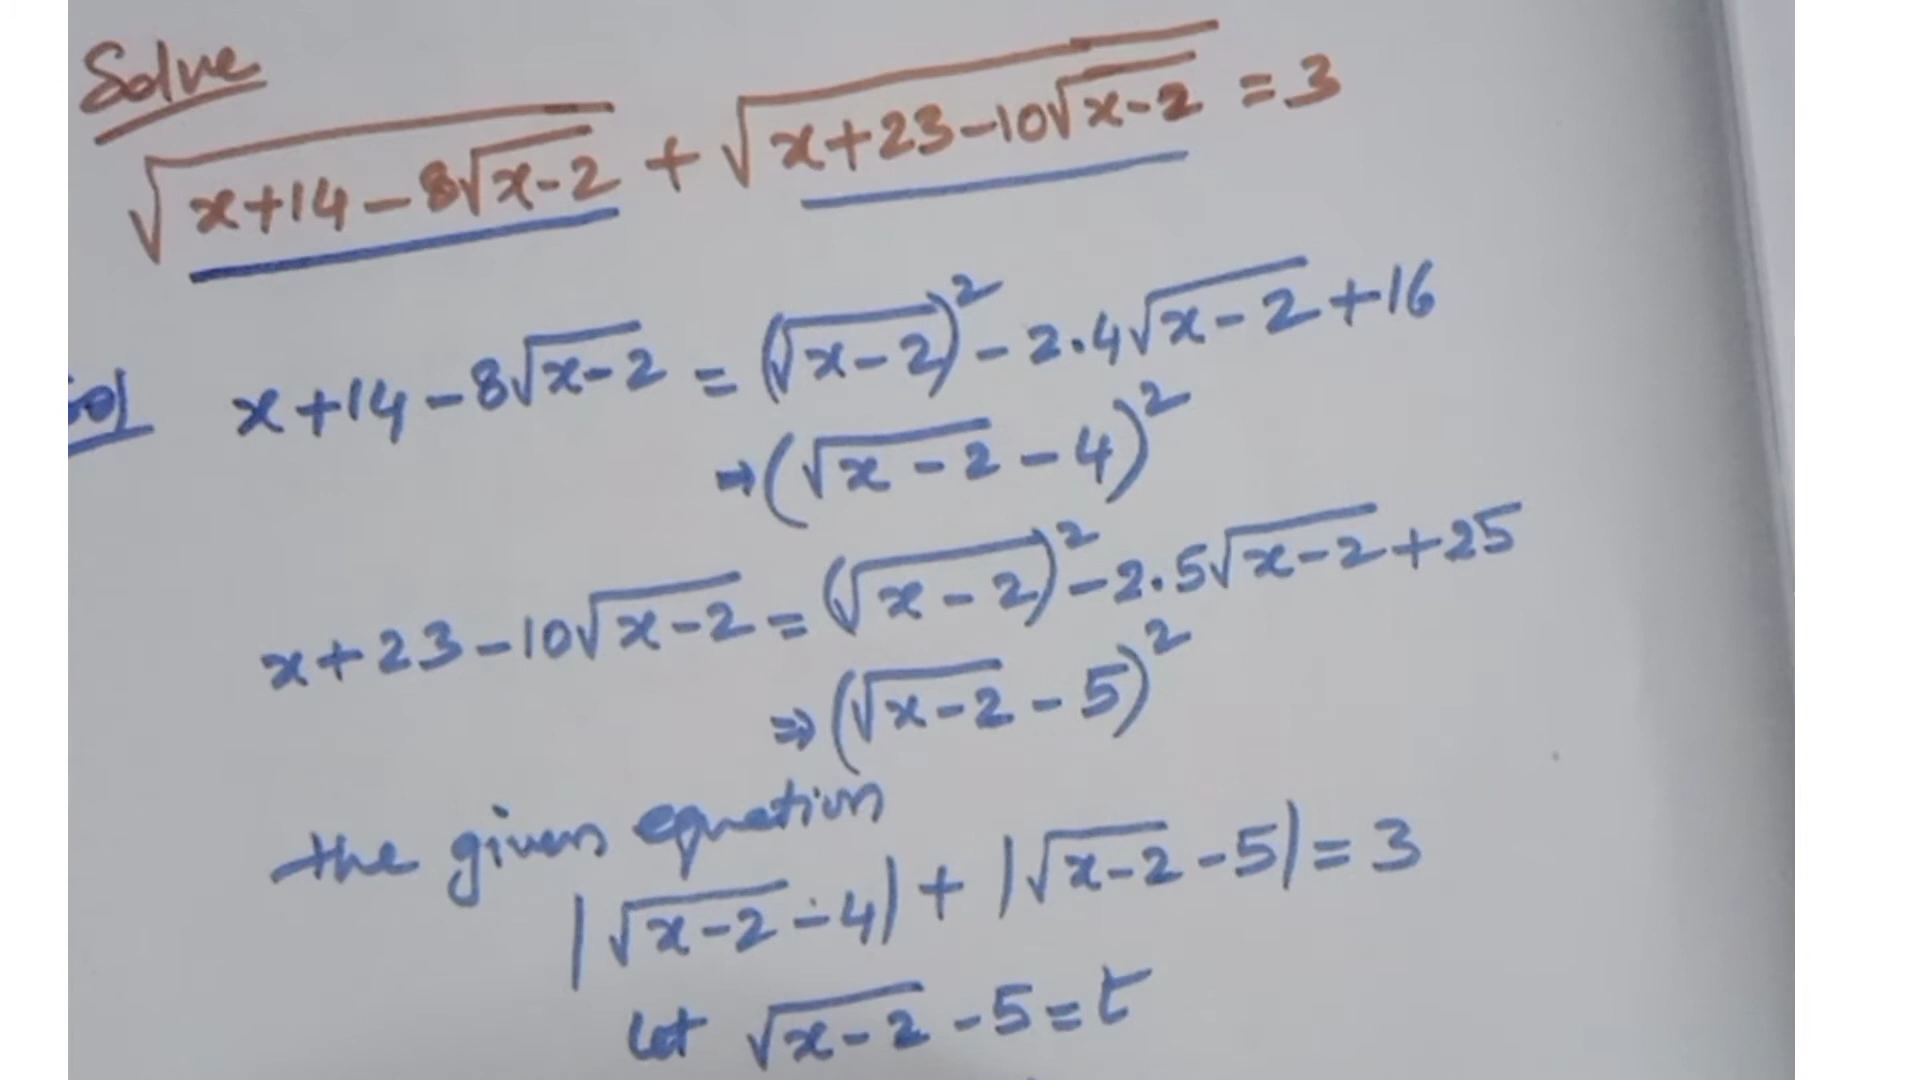 Solve
√(x+14-8√(x-2)) + √(x+23-10√(x-2)) = 3
Sol x+14-8√(x-2) = (√(x-2))² - 2.4√(x-2) + 16
→ (√(x-2) - 4)²
x+23-10√(x-2) = (√(x-2))² - 2.5√(x-2) + 25
⇒ (√(x-2) - 5)²
the given equation
|√(x-2) - 4| + |√(x-2) - 5| = 3
let √(x-2) - 5 = t